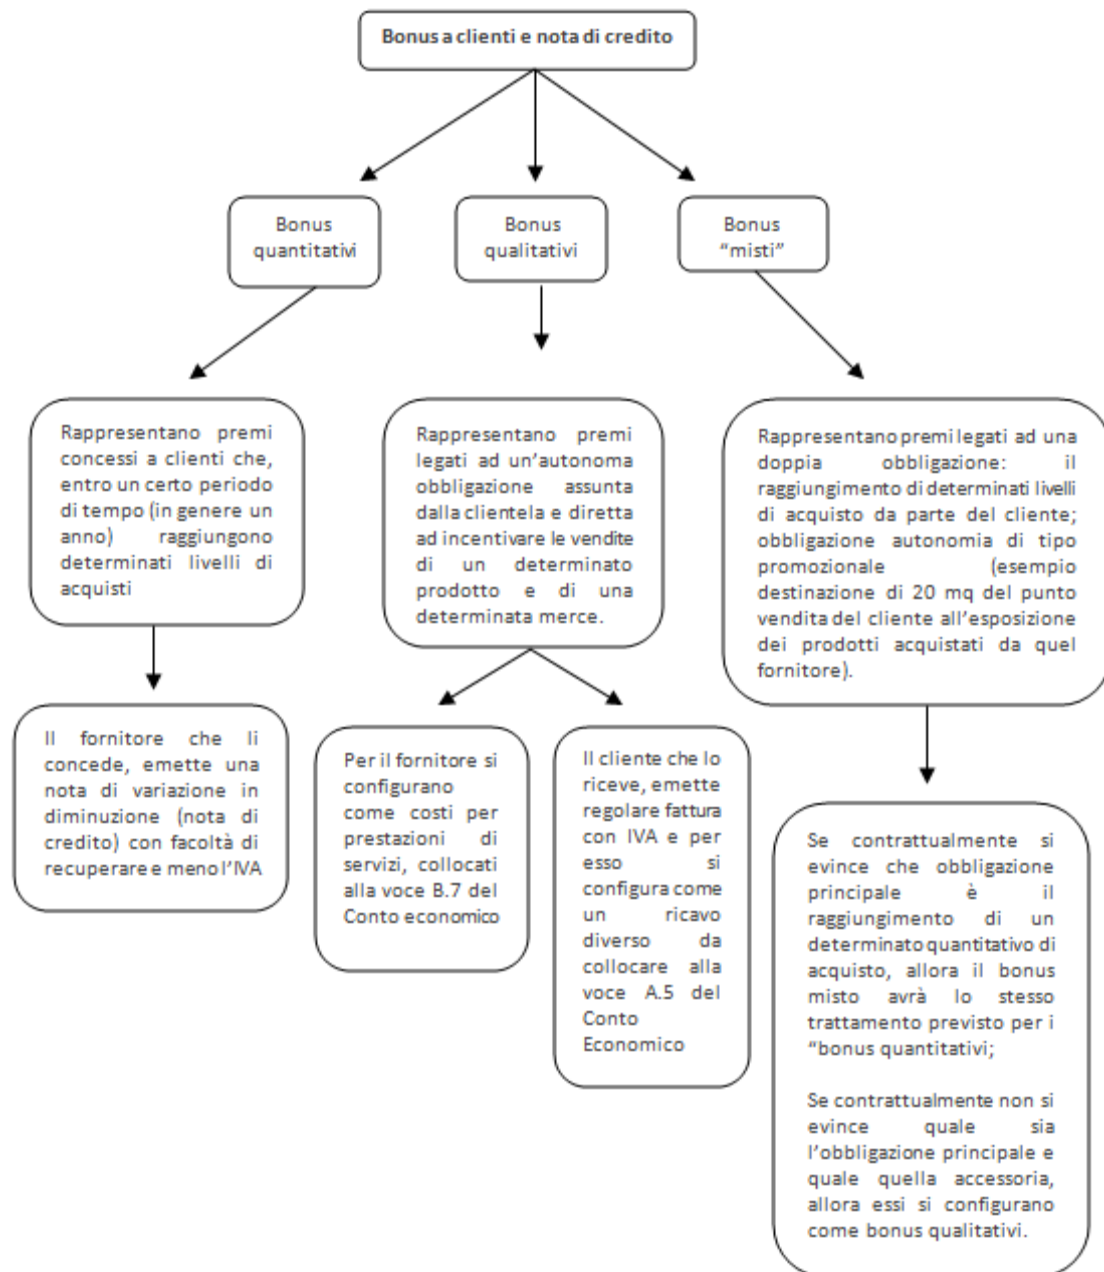 Bonus a clienti e nota di credito
Bonus
quantitativi
Bonus
qualitativi
Bonus
“misti”
Rappresentano premi
concessi a clienti che,
entro un certo periodo
di tempo (in genere un
anno) raggiungono
determinati livelli di
acquisti
Rappresentano premi
legati ad un’autonoma
obbligazione assunta
dalla clientela e diretta
ad incentivare le vendite
di un determinato
prodotto e di una
determinata merce.
Rappresentano premi legati ad una
doppia obbligazione: il
raggiungimento di determinati livelli
di acquisto da parte del cliente;
obbligazione autonomia di tipo
promozionale (esempio
destinazione di 20 mq del punto
vendita del cliente all’esposizione
dei prodotti acquistati da quel
fornitore).
Il fornitore che li
concede, emette una
nota di variazione in
diminuzione (nota di
credito) con facoltà di
recuperare e meno l’IVA
Per il fornitore si
configurano
come costi per
prestazioni di
servizi, collocati
alla voce B.7 del
Conto economico
Il cliente che lo
riceve, emette
regolare fattura
con IVA e per
esso si
configura come
un ricavo
diverso da
collocare alla
voce A.5 del
Conto
Economico
Se contrattualmente si
evince che obbligazione
principale è il
raggiungimento di un
determinato quantitativo di
acquisto, allora il bonus
misto avrà lo stesso
trattamento previsto per i
“bonus quantitativi;
Se contrattualmente non si
evince quale sia
l’obbligazione principale e
quale quella accessoria,
allora essi si configurano
come bonus qualitativi.